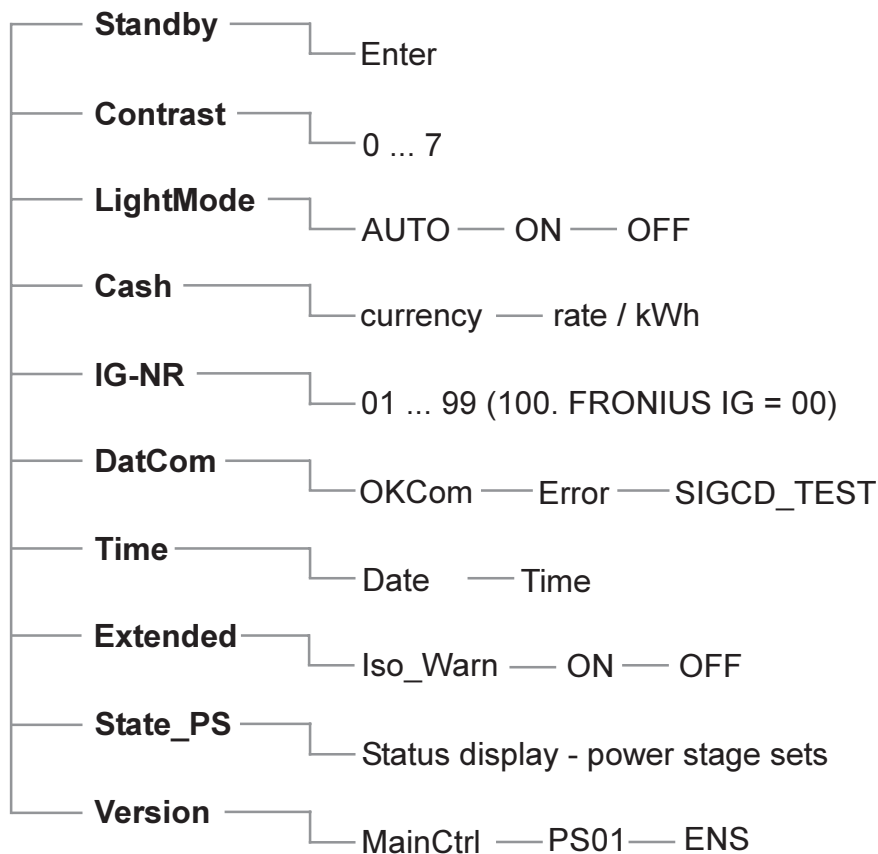 Standby
Enter
Contrast
0 ... 7
LightMode
AUTO ON OFF
Cash
currency rate / kWh
IG-NR
01 ... 99 (100. FRONIUS IG = 00)
DatCom
OKCom Error SIGCD_TEST
Time
Date Time
Extended
Iso_Warn ON OFF
State_PS
Status display - power stage sets
Version
MainCtrl PS01 ENS